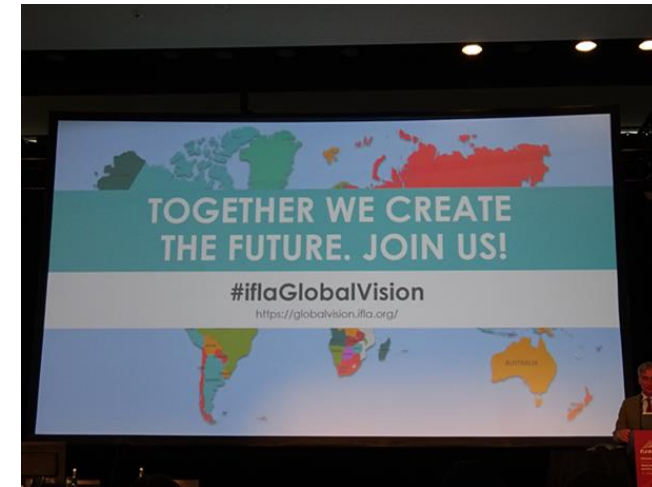 TOGETHER WE CREATE
THE FUTURE. JOIN US!
#iflaGlobalVision
https://globalvision.ifla.org/
AUSTRALIA